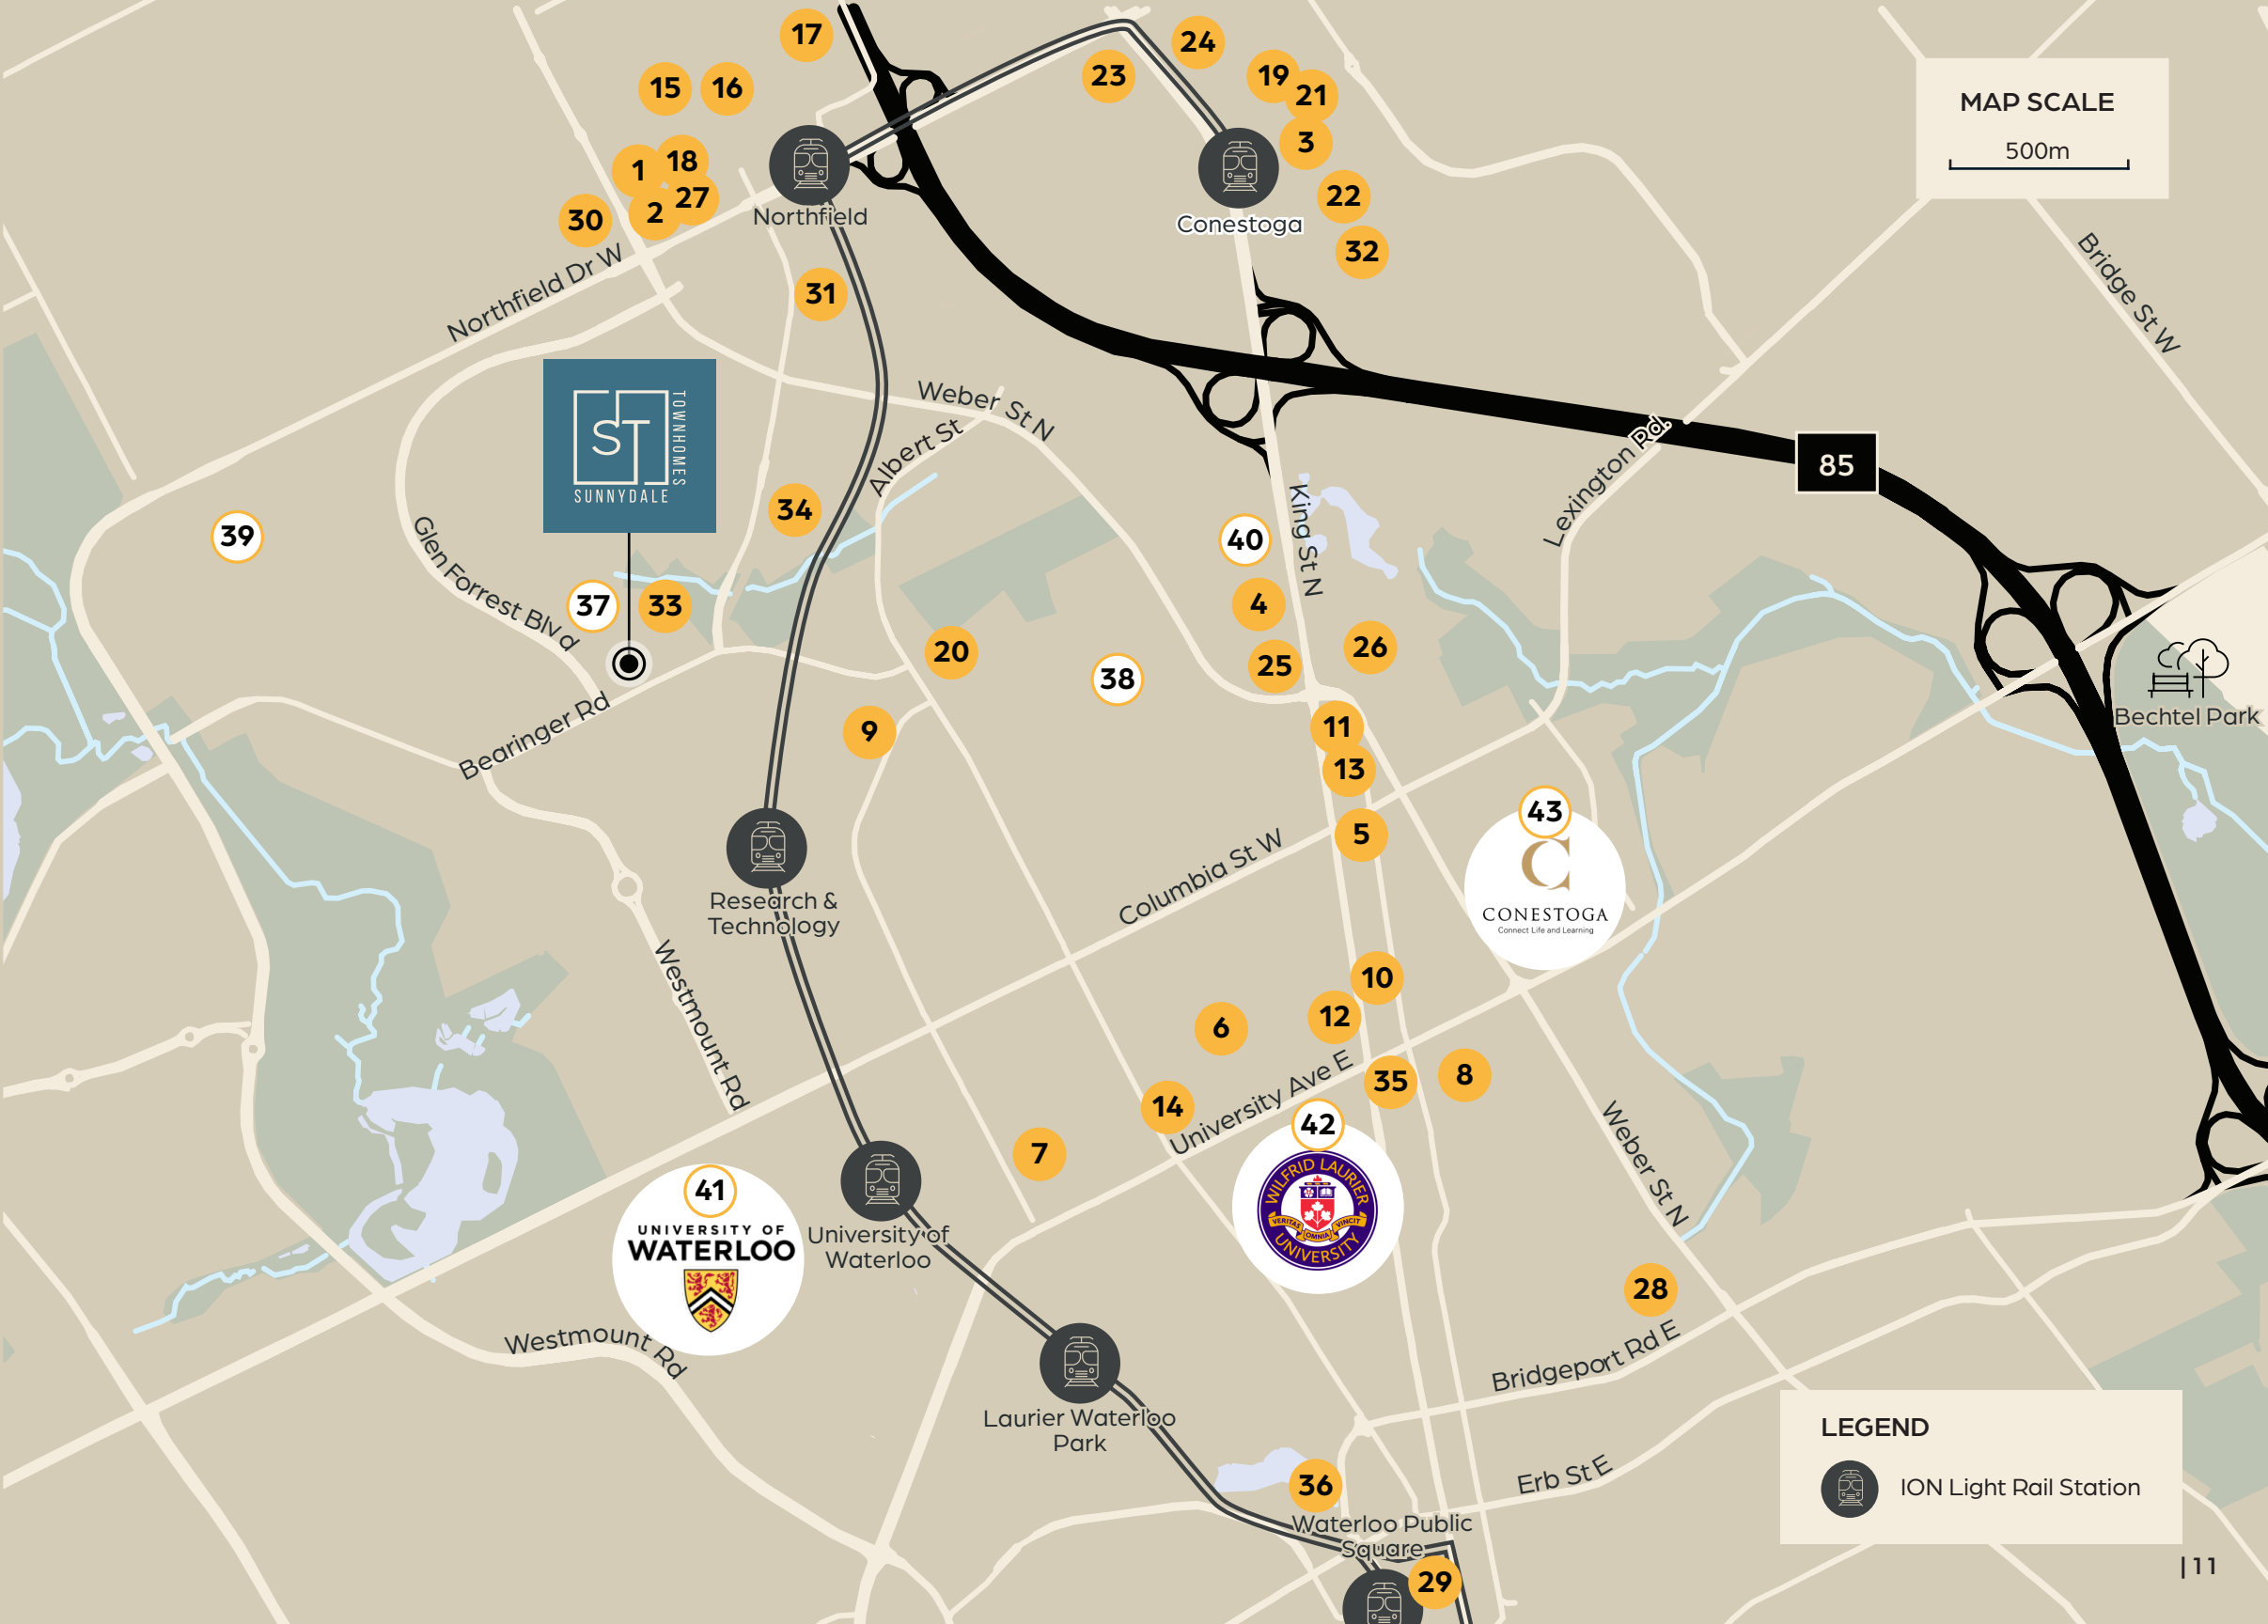 17
24
23
19
21
15
16
3
MAP SCALE
500m
1
18
27
2
30
22
32
Northfield
Conestoga
Northfield Dr W
Bridge St W
31
ST
TOWNHOMES
SUNNYDALE
Weber St N
Albert St
Lexington Rd.
85
34
39
Glen Forrest Blvd
King St N
40
37
33
4
26
20
38
25
Bearinger Rd
9
11
13
Bechtel Park
5
43
CONESTOGA
Connect Life and Learning
Columbia St W
Research &
Technology
Westmount Rd
10
12
6
University Ave E
35
8
14
42
WILFRID LAURIER
VERITAS
OMNIA
VINCIT
UNIVERSITY
7
Weber St N
41
UNIVERSITY OF
WATERLOO
University of
Waterloo
28
Westmount Rd
Bridgeport Rd E
Laurier Waterloo
Park
LEGEND
ION Light Rail Station
Erb St E
36
Waterloo Public
Square
29
| 11